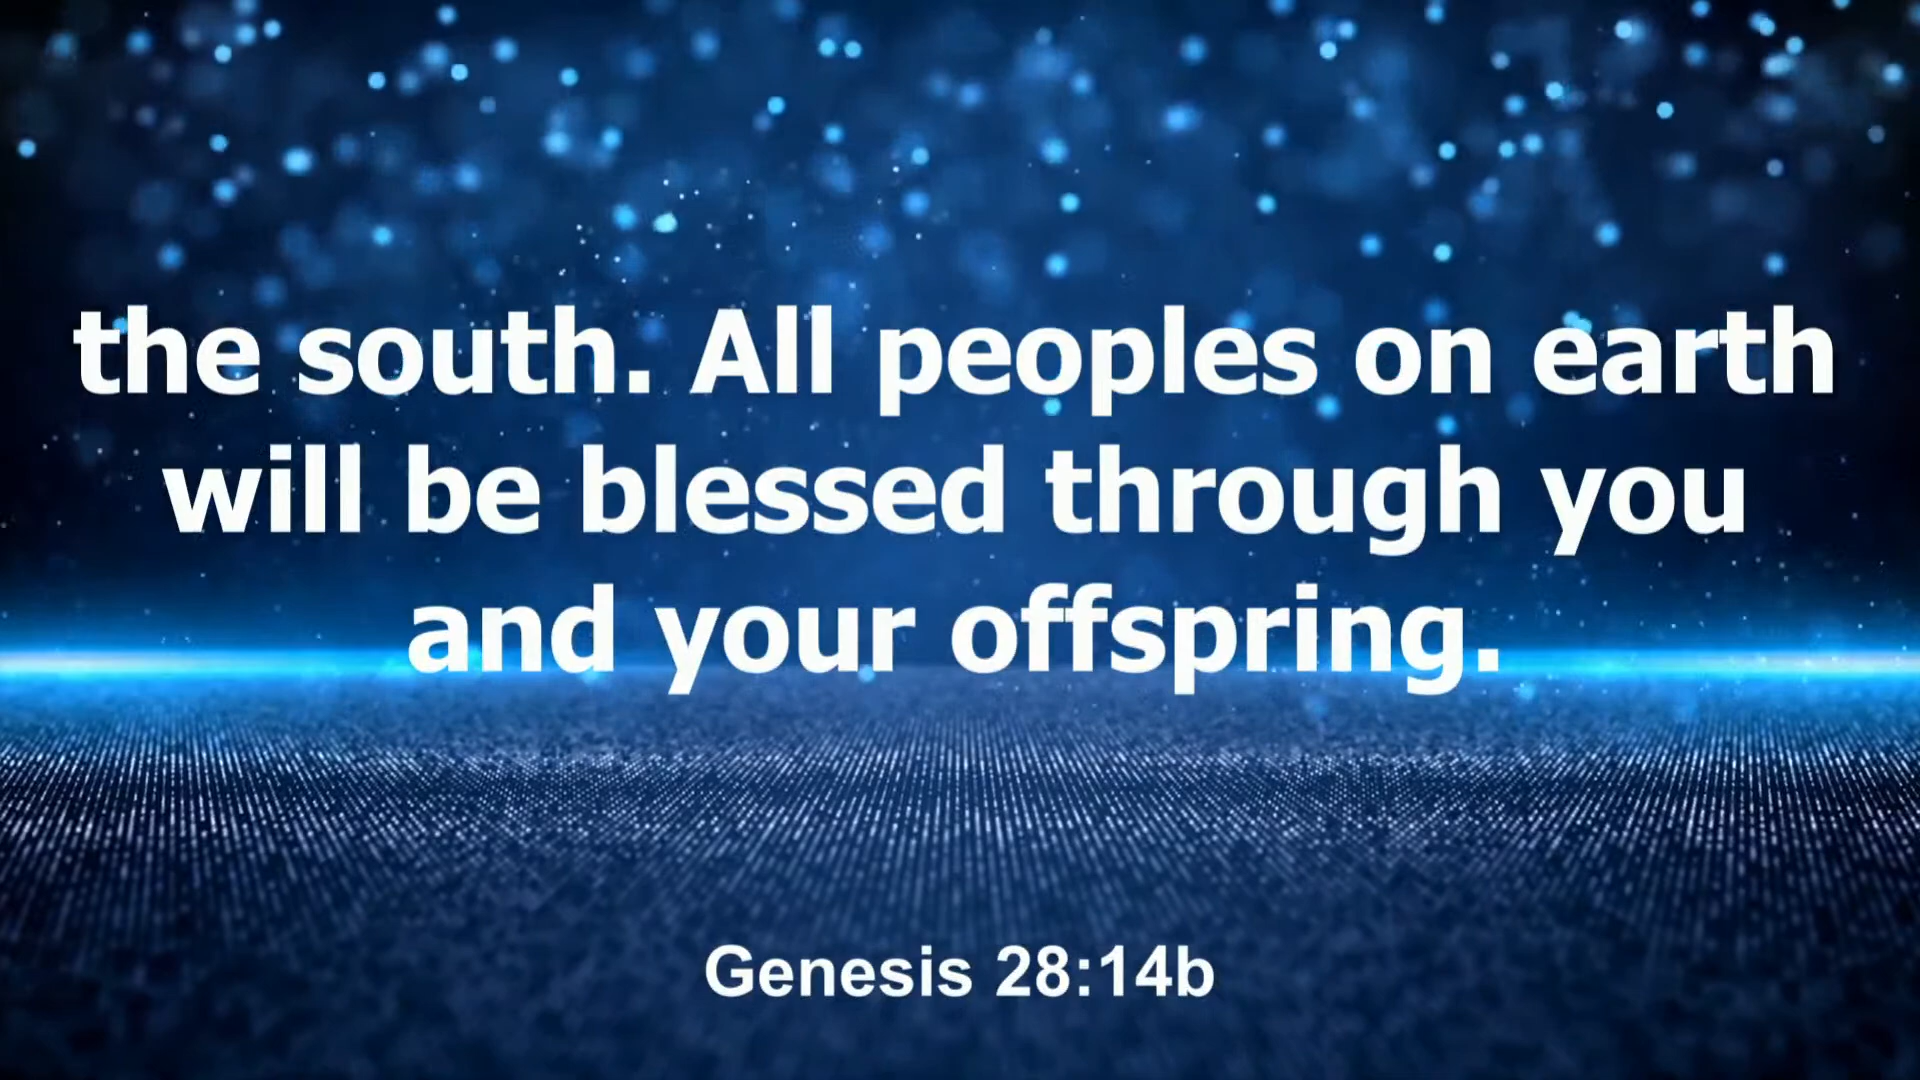 the south. All peoples on earth
will be blessed through you
and your offspring.
Genesis 28:14b